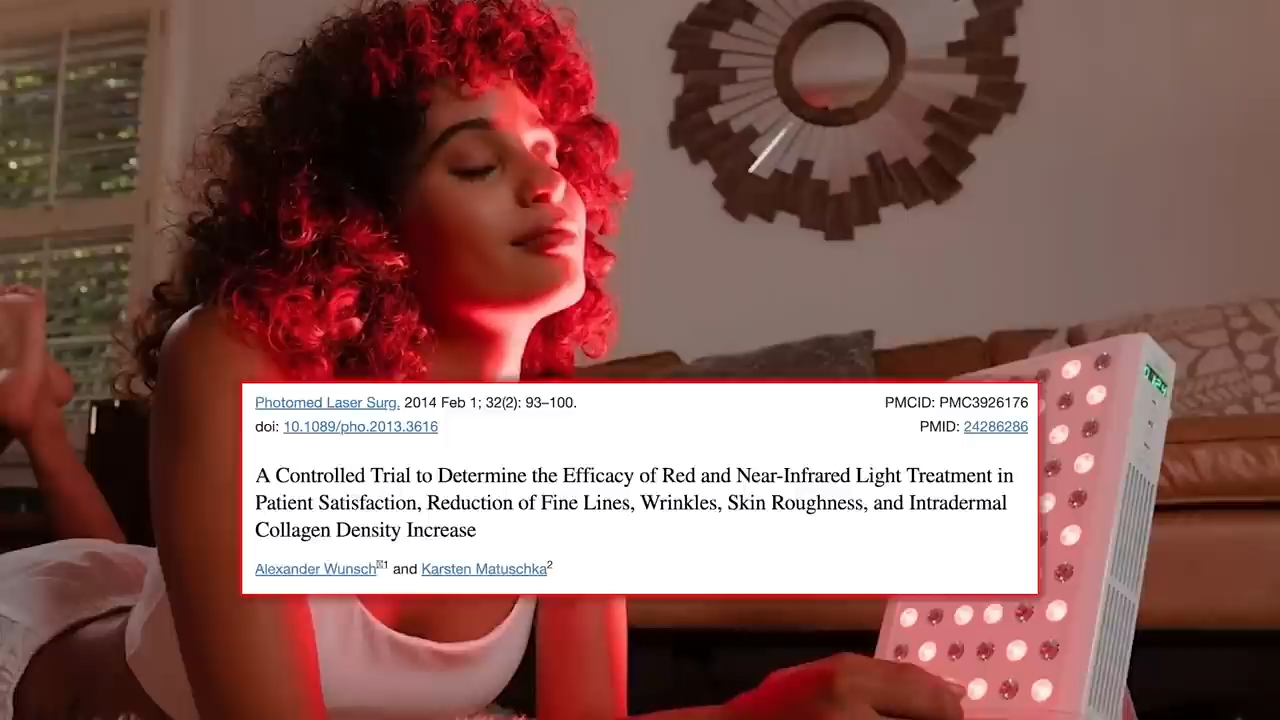 Photomed Laser Surg. 2014 Feb 1; 32(2): 93–100. PMCID: PMC3926176
doi: 10.1089/pho.2013.3616 PMID: 24286286
A Controlled Trial to Determine the Efficacy of Red and Near-Infrared Light Treatment in
Patient Satisfaction, Reduction of Fine Lines, Wrinkles, Skin Roughness, and Intradermal
Collagen Density Increase
Alexander Wunsch1 and Karsten Matuschka2